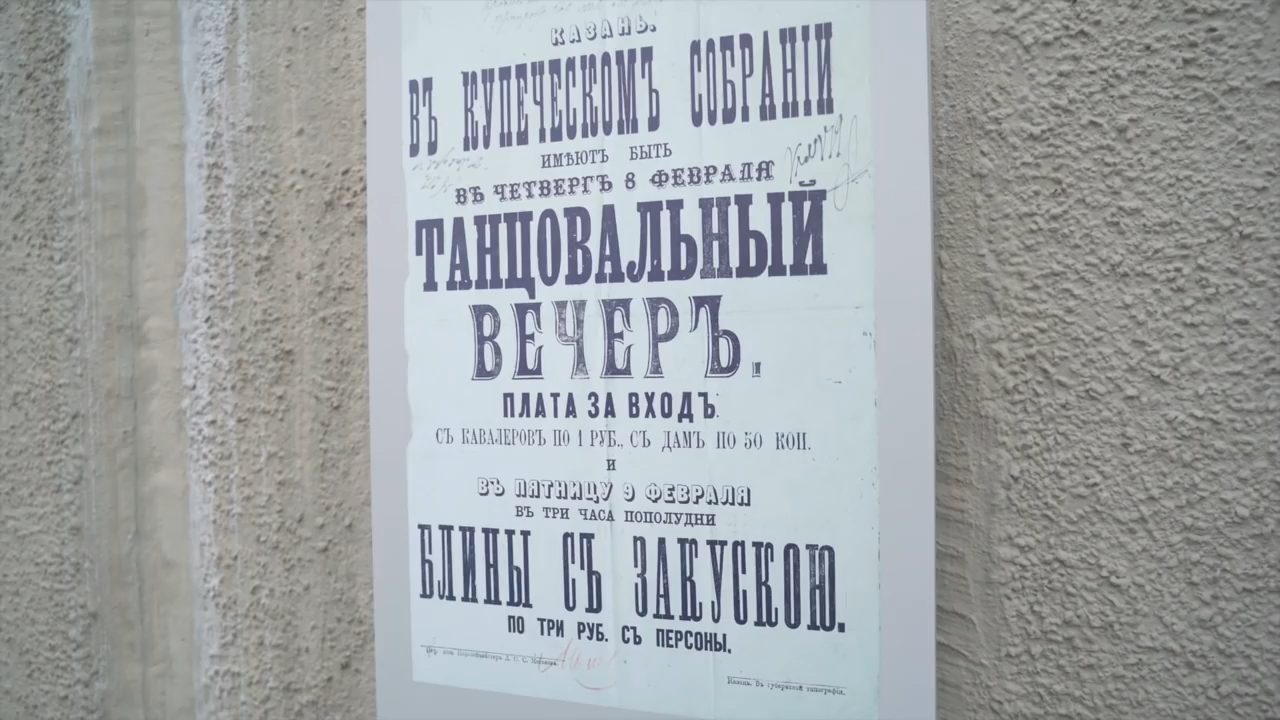 КАЗАНЬ.
ВЪ КУПЕЧЕСКОМЪ СОБРАНІИ
ИМѢЮТЪ БЫТЬ
ВЪ ЧЕТВЕРГЪ 8 ФЕВРАЛЯ
ТАНЦОВАЛЬНЫЙ
ВЕЧЕРЪ.
ПЛАТА ЗА ВХОДЪ:
СЪ КАВАЛЕРОВЪ ПО 1 РУБ., СЪ ДАМЪ ПО 50 КОП.
И
ВЪ ПЯТНИЦУ 9 ФЕВРАЛЯ
ВЪ ТРИ ЧАСА ПОПОЛУДНИ
БЛИНЫ СЪ ЗАКУСКОЮ.
ПО ТРИ РУБ. СЪ ПЕРСОНЫ.
Казань. Въ губернской типографіи.